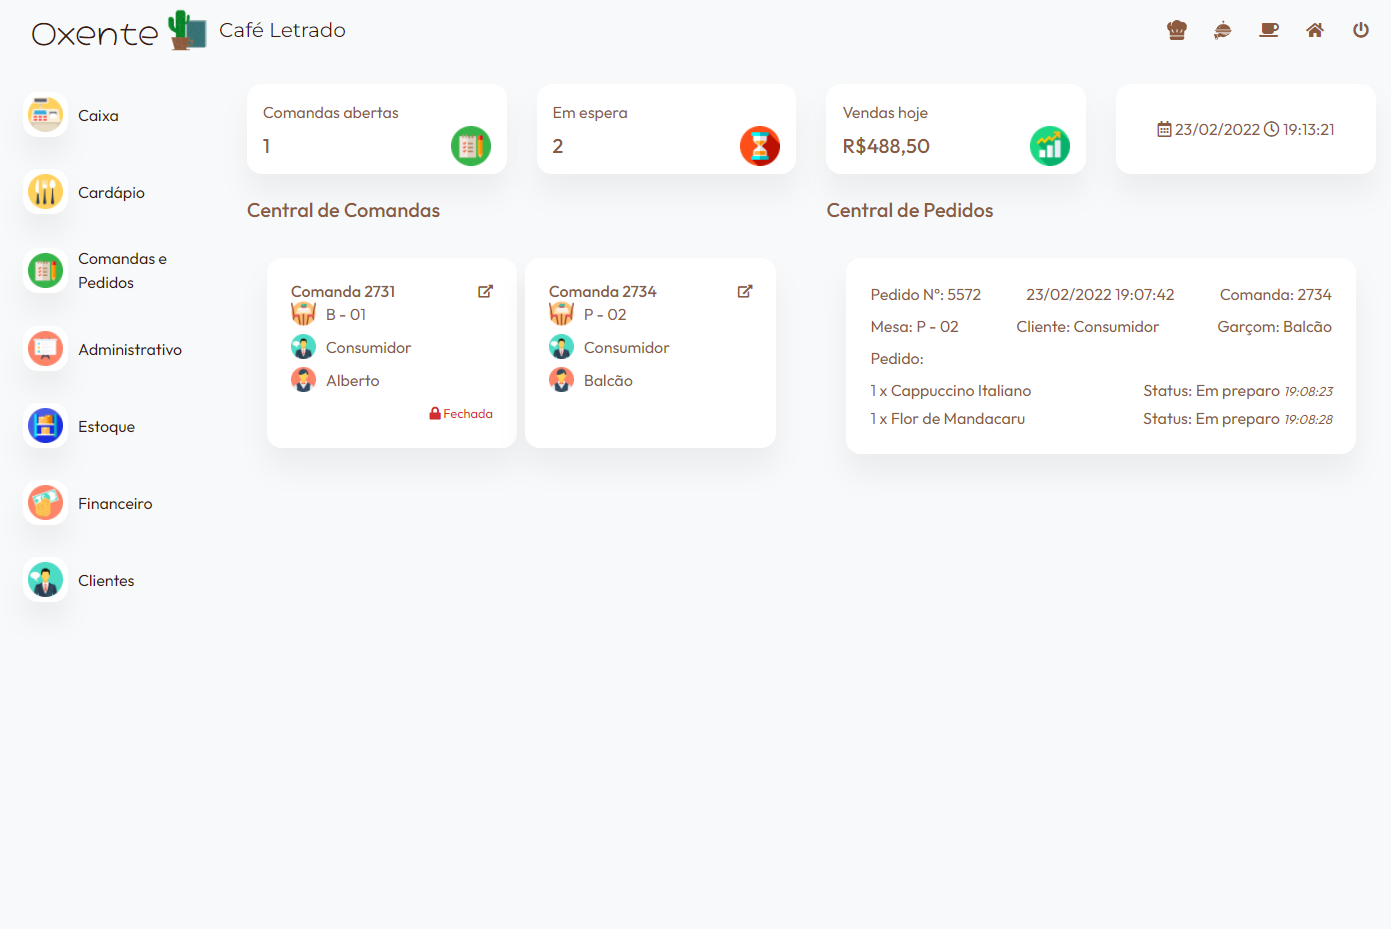 Oxente Café Letrado
Caixa
Cardápio
Comandas e
Pedidos
Administrativo
Estoque
Financeiro
Clientes
Comandas abertas
1
Em espera
2
Vendas hoje
R$488,50
23/02/2022 19:13:21
Central de Comandas
Comanda 2731
B - 01
Consumidor
Alberto
Fechada
Comanda 2734
P - 02
Consumidor
Balcão
Central de Pedidos
Pedido Nº: 5572 23/02/2022 19:07:42 Comanda: 2734
Mesa: P - 02 Cliente: Consumidor Garçom: Balcão
Pedido:
1 x Cappuccino Italiano Status: Em preparo 19:08:23
1 x Flor de Mandacaru Status: Em preparo 19:08:28